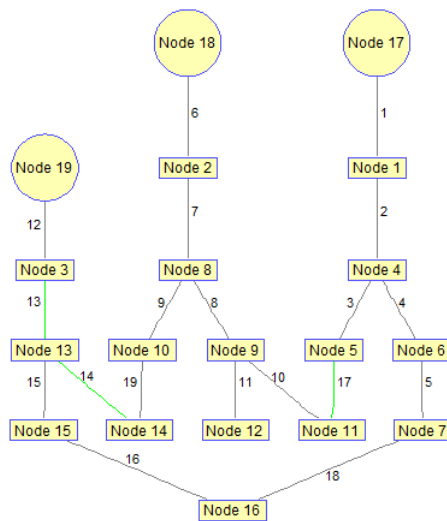 Node 18
Node 17
6
1
Node 2
Node 1
Node 19
12
7
2
Node 3
Node 8
Node 4
13
9
8
3
4
Node 13
Node 10
Node 9
Node 5
Node 6
15
14
19
11
10
17
5
Node 15
Node 14
Node 12
Node 11
Node 7
16
18
Node 16